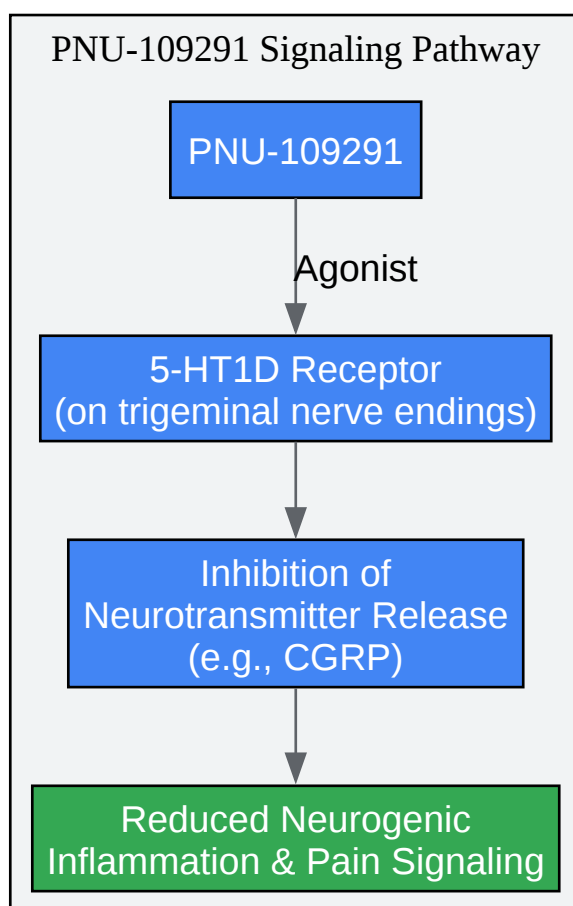 PNU-109291 Signaling Pathway
PNU-109291
Agonist
5-HT1D Receptor
(on trigeminal nerve endings)
Inhibition of
Neurotransmitter Release
(e.g., CGRP)
Reduced Neurogenic
Inflammation & Pain Signaling